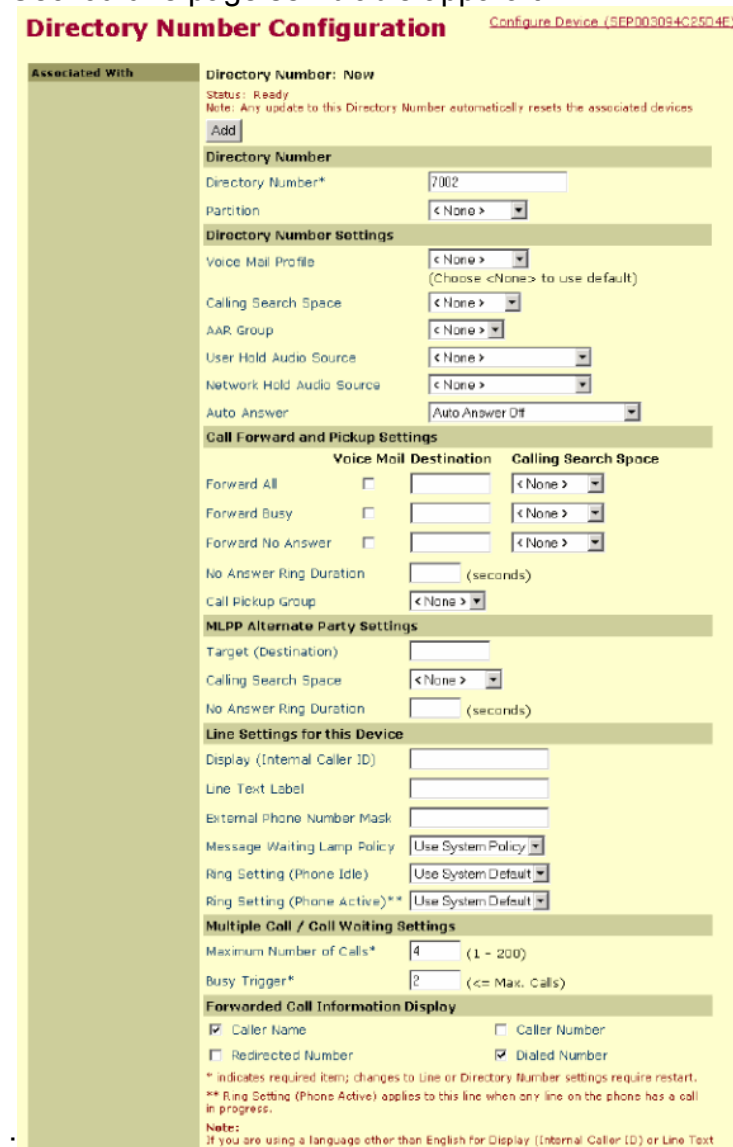 Directory Number Configuration
Configure Device (SEP003094C25D4E)
Associated With
Directory Number: New
Status: Ready
Note: Any update to this Directory Number automatically resets the associated devices
Add
Directory Number
Directory Number* 7002
Partition < None >
Directory Number Settings
Voice Mail Profile < None >
(Choose <None> to use default)
Calling Search Space < None >
AAR Group < None >
User Hold Audio Source < None >
Network Hold Audio Source < None >
Auto Answer Auto Answer Off
Call Forward and Pickup Settings
Voice Mail Destination Calling Search Space
Forward All < None >
Forward Busy < None >
Forward No Answer < None >
No Answer Ring Duration (seconds)
Call Pickup Group < None >
MLPP Alternate Party Settings
Target (Destination)
Calling Search Space < None >
No Answer Ring Duration (seconds)
Line Settings for this Device
Display (Internal Caller ID)
Line Text Label
External Phone Number Mask
Message Waiting Lamp Policy Use System Policy
Ring Setting (Phone Idle) Use System Default
Ring Setting (Phone Active)** Use System Default
Multiple Call / Call Waiting Settings
Maximum Number of Calls* 4 (1 - 200)
Busy Trigger* 2 (<= Max. Calls)
Forwarded Call Information Display
Caller Name Caller Number
Redirected Number Dialed Number
* indicates required item; changes to Line or Directory Number settings require restart.
** Ring Setting (Phone Active) applies to this line when any line on the phone has a call
in progress.
Note:
If you are using a language other than English for Display (Internal Caller ID) or Line Text